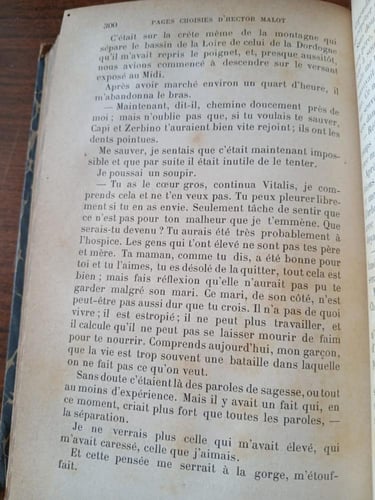 300 PAGES CHOISIES D'HECTOR MALOT
C'était sur la crête même de la montagne qui
sépare le bassin de la Loire de celui de la Dordogne
qu'il m'avait repris le poignet, et, presque aussitôt,
nous avions commencé à descendre sur le versant
exposé au Midi.
Après avoir marché environ un quart d'heure, il
m'abandonna le bras.
— Maintenant, dit-il, chemine doucement près de
moi; mais n'oublie pas que, si tu voulais te sauver,
Capi et Zerbino t'auraient bien vite rejoint; ils ont les
dents pointues.
Me sauver, je sentais que c'était maintenant impos-
sible et que par suite il était inutile de le tenter.
Je poussai un soupir.
— Tu as le cœur gros, continua Vitalis, je com-
prends cela et ne t'en veux pas. Tu peux pleurer libre-
ment si tu en as envie. Seulement tâche de sentir que
ce n'est pas pour ton malheur que je t'emmène. Que
serais-tu devenu? Tu aurais été très probablement à
l'hospice. Les gens qui t'ont élevé ne sont pas tes père
et mère. Ta maman, comme tu dis, a été bonne pour
toi et tu l'aimes, tu es désolé de la quitter, tout cela est
bien; mais fais réflexion qu'elle n'aurait pas pu te
garder malgré son mari. Ce mari, de son côté, n'est
peut-être pas aussi dur que tu crois. Il n'a pas de quoi
vivre; il est estropié; il ne peut plus travailler, et
il calcule qu'il ne peut pas se laisser mourir de faim
pour te nourrir. Comprends aujourd'hui, mon garçon,
que la vie est trop souvent une bataille dans laquelle
on ne fait pas ce qu'on veut.
Sans doute c'étaient là des paroles de sagesse, ou tout
au moins d'expérience. Mais il y avait un fait qui, en
ce moment, criait plus fort que toutes les paroles, —
la séparation.
Je ne verrais plus celle qui m'avait élevé, qui
m'avait caressé, celle que j'aimais.
Et cette pensée me serrait à la gorge, m'étouf-
fait.